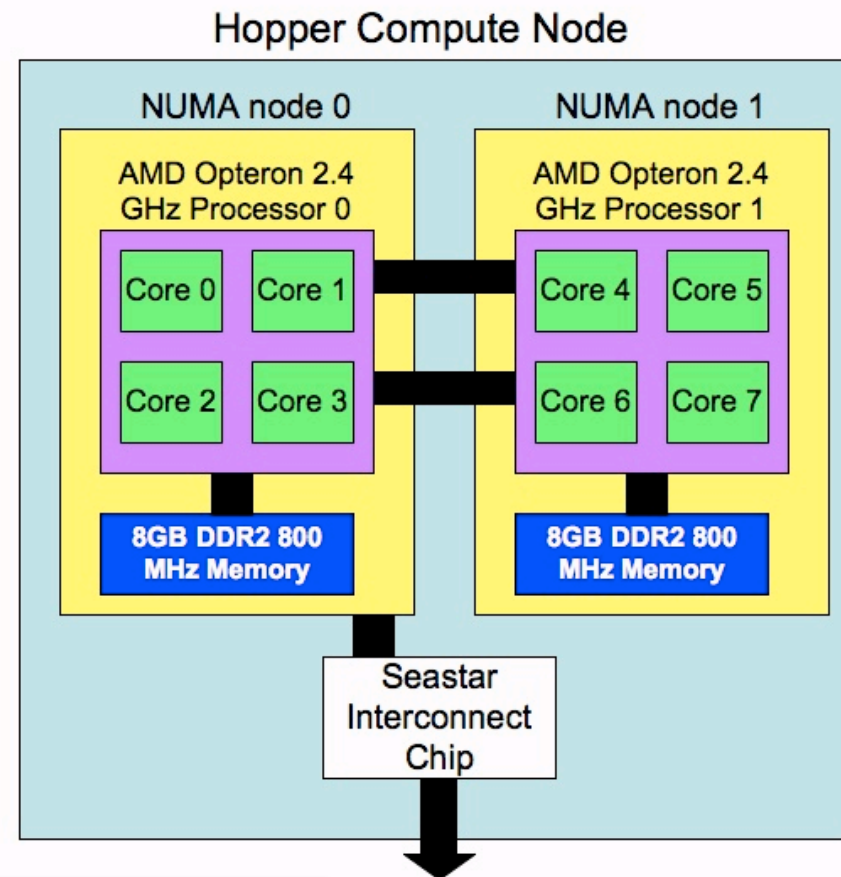 Hopper Compute Node
NUMA node 0
AMD Opteron 2.4
GHz Processor 0
Core 0
Core 1
Core 2
Core 3
8GB DDR2 800
MHz Memory
NUMA node 1
AMD Opteron 2.4
GHz Processor 1
Core 4
Core 5
Core 6
Core 7
8GB DDR2 800
MHz Memory
Seastar
Interconnect
Chip